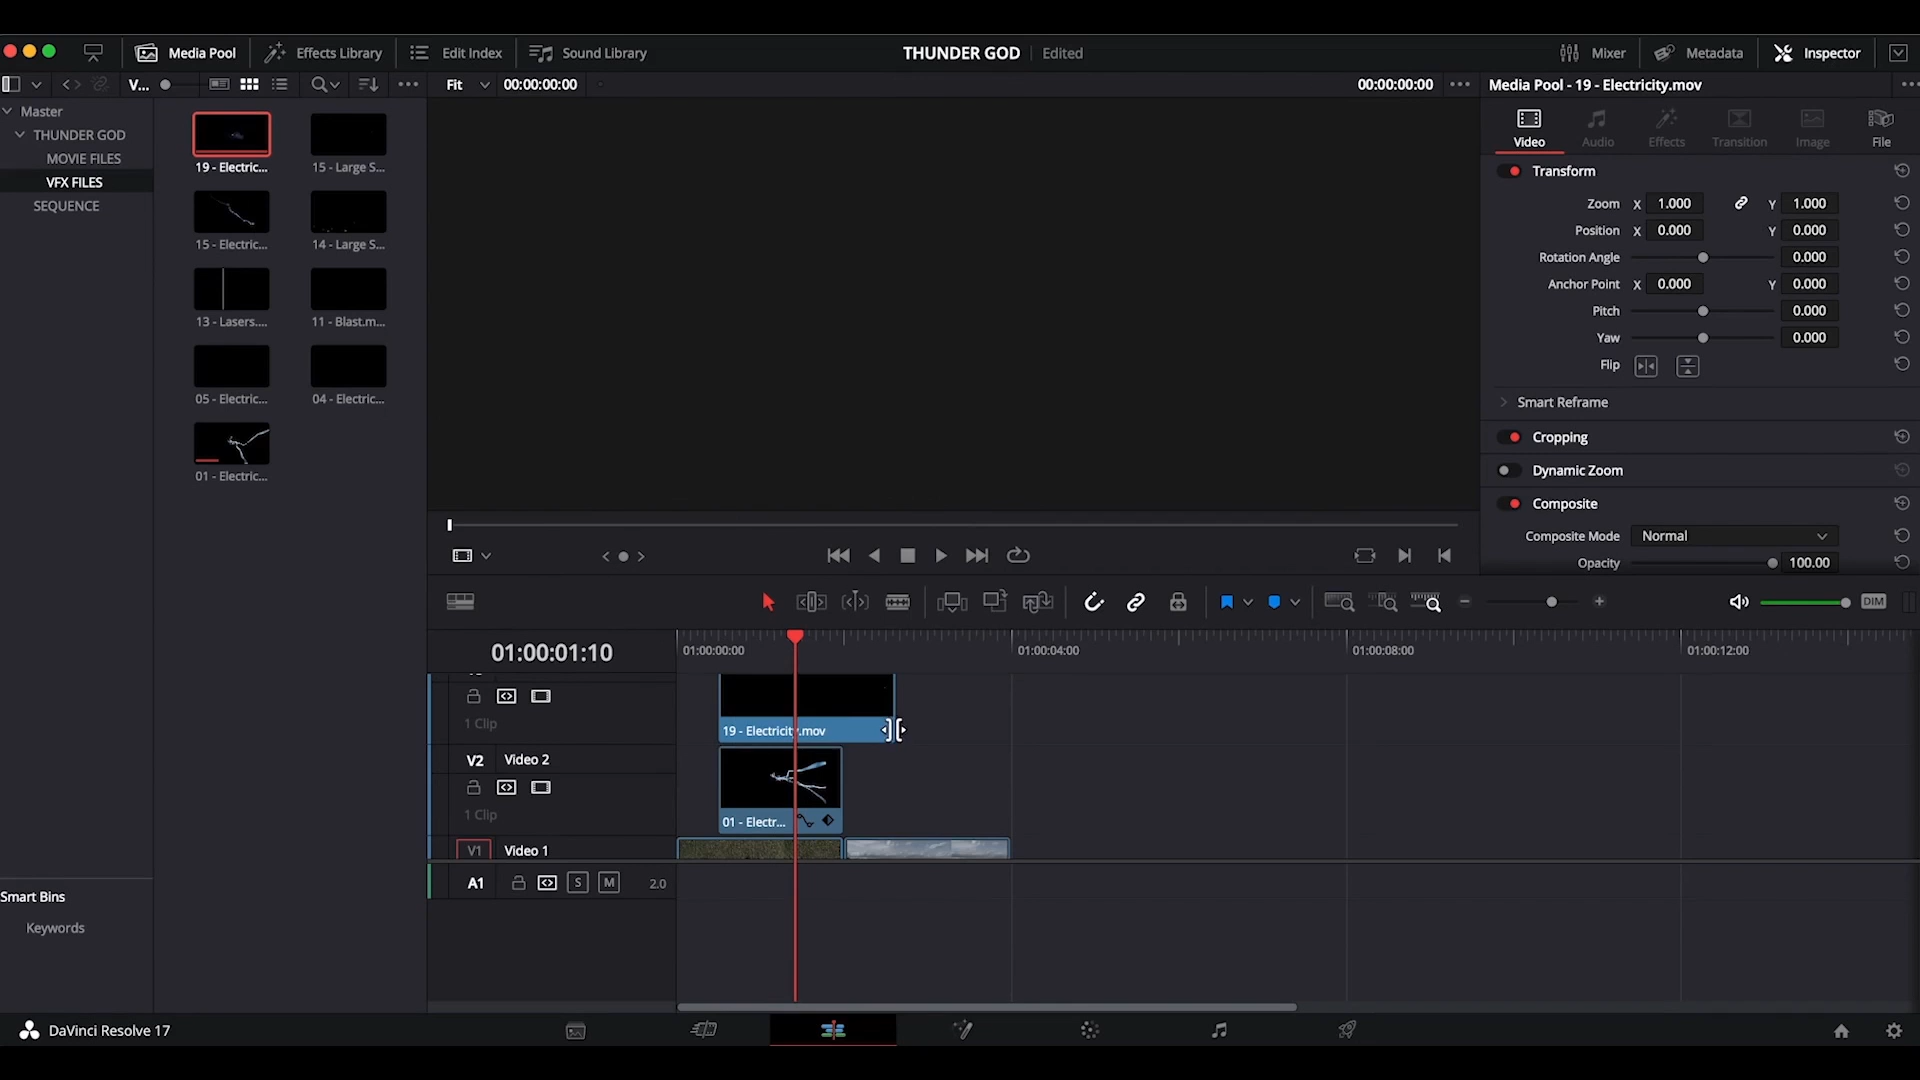 Media Pool
Effects Library
Edit Index
Sound Library
THUNDER GOD
Edited
Mixer
Metadata
Inspector
V...
Fit
00:00:00:00
00:00:00:00
Media Pool - 19 - Electricity.mov
Master
THUNDER GOD
MOVIE FILES
VFX FILES
SEQUENCE
19 - Electric...
15 - Large S...
15 - Electric...
14 - Large S...
13 - Lasers....
11 - Blast.m...
05 - Electric...
04 - Electric...
01 - Electric...
Video
Audio
Effects
Transition
Image
File
Transform
Zoom X 1.000 Y 1.000
Position X 0.000 Y 0.000
Rotation Angle 0.000
Anchor Point X 0.000 Y 0.000
Pitch 0.000
Yaw 0.000
Flip
Smart Reframe
Cropping
Dynamic Zoom
Composite
Composite Mode Normal
Opacity 100.00
DIM
01:00:01:10
01:00:00:00
01:00:04:00
01:00:08:00
01:00:12:00
1 Clip
19 - Electricity.mov
V2 Video 2
1 Clip
01 - Electr...
V1 Video 1
A1 S M 2.0
Smart Bins
Keywords
DaVinci Resolve 17